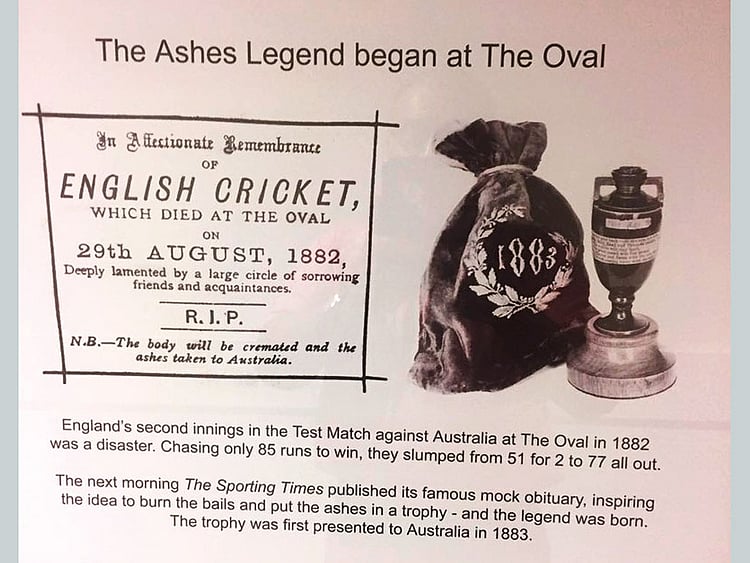 The Ashes Legend began at The Oval
In Affectionate Remembrance
OF
ENGLISH CRICKET,
WHICH DIED AT THE OVAL
ON
29th AUGUST, 1882,
Deeply lamented by a large circle of sorrowing
friends and acquaintances.
R.I.P.
N.B.—The body will be cremated and the
ashes taken to Australia.
1883
England's second innings in the Test Match against Australia at The Oval in 1882
was a disaster. Chasing only 85 runs to win, they slumped from 51 for 2 to 77 all out.
The next morning The Sporting Times published its famous mock obituary, inspiring
the idea to burn the bails and put the ashes in a trophy - and the legend was born.
The trophy was first presented to Australia in 1883.